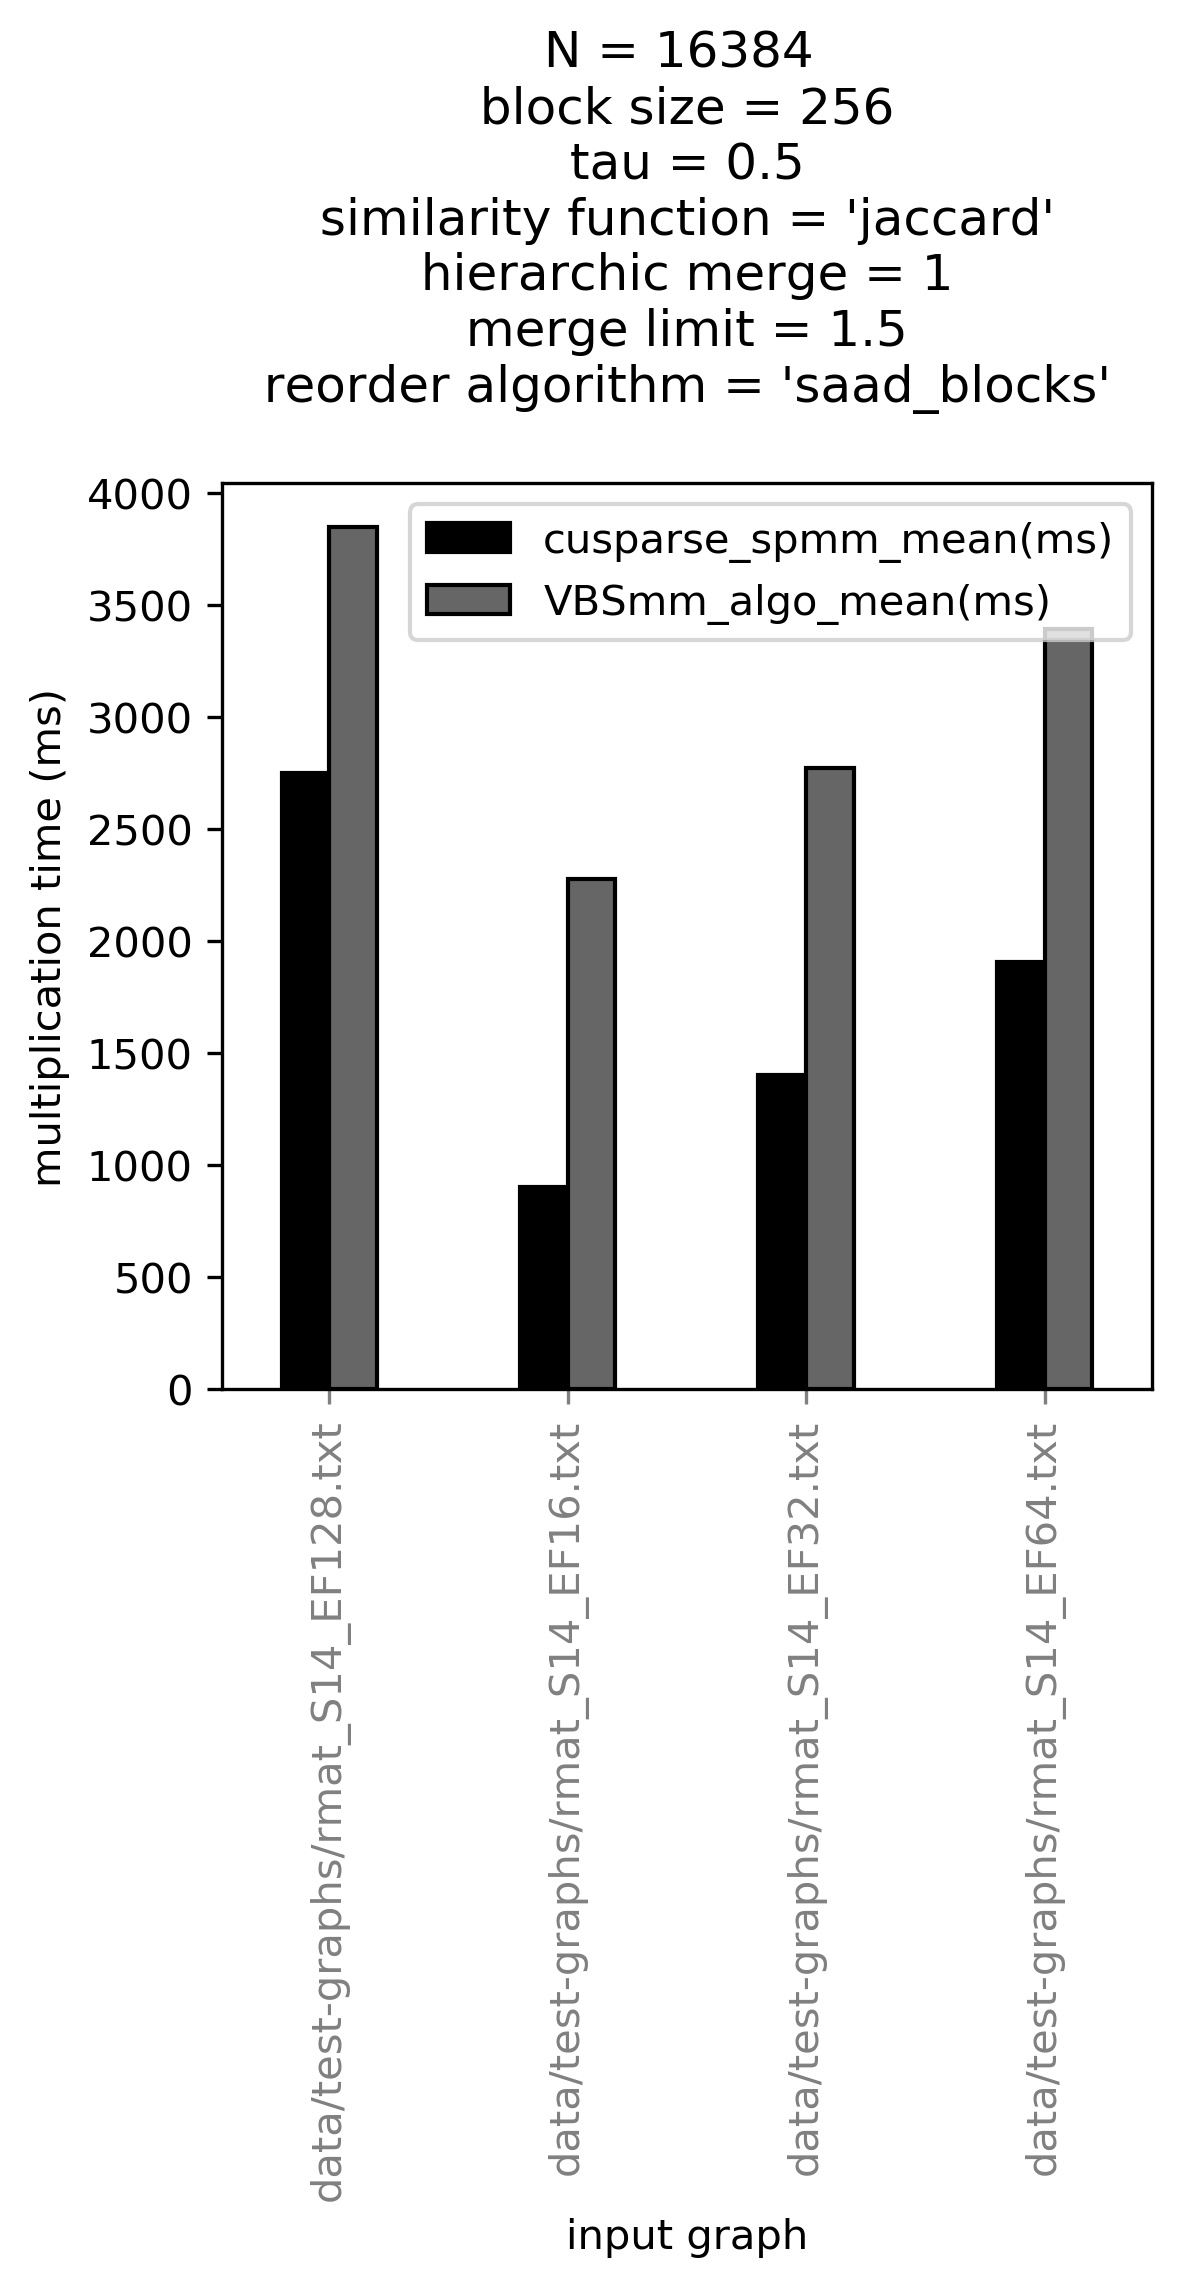 N = 16384
block size = 256
tau = 0.5
similarity function = 'jaccard'
hierarchic merge = 1
merge limit = 1.5
reorder algorithm = 'saad_blocks'
cusparse_spmm_mean(ms)
VBSmm_algo_mean(ms)
multiplication time (ms)
4000
3500
3000
2500
2000
1500
1000
500
0
data/test-graphs/rmat_S14_EF128.txt
data/test-graphs/rmat_S14_EF16.txt
data/test-graphs/rmat_S14_EF32.txt
data/test-graphs/rmat_S14_EF64.txt
input graph